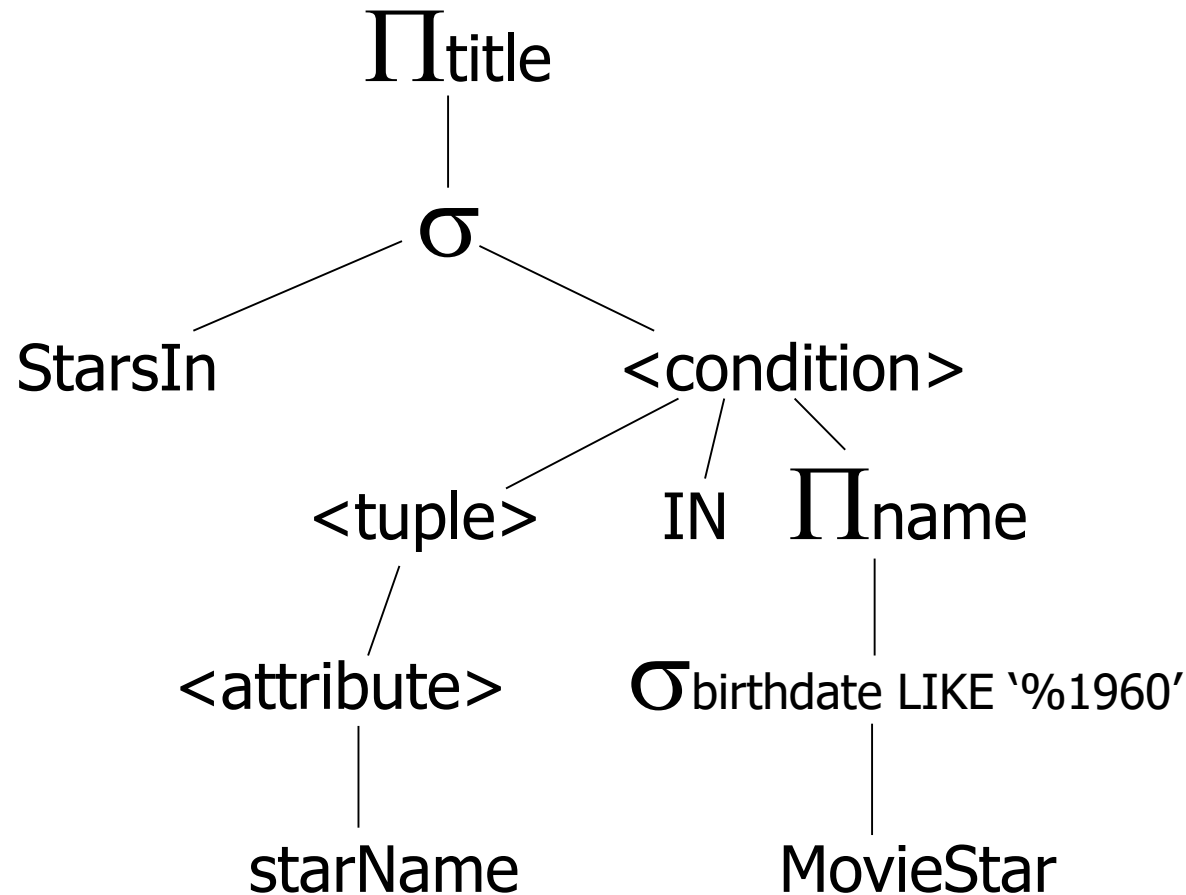 Πtitle
σ
StarsIn <condition>
<tuple> IN Πname
<attribute> σbirthdate LIKE ‘%1960’
starName MovieStar